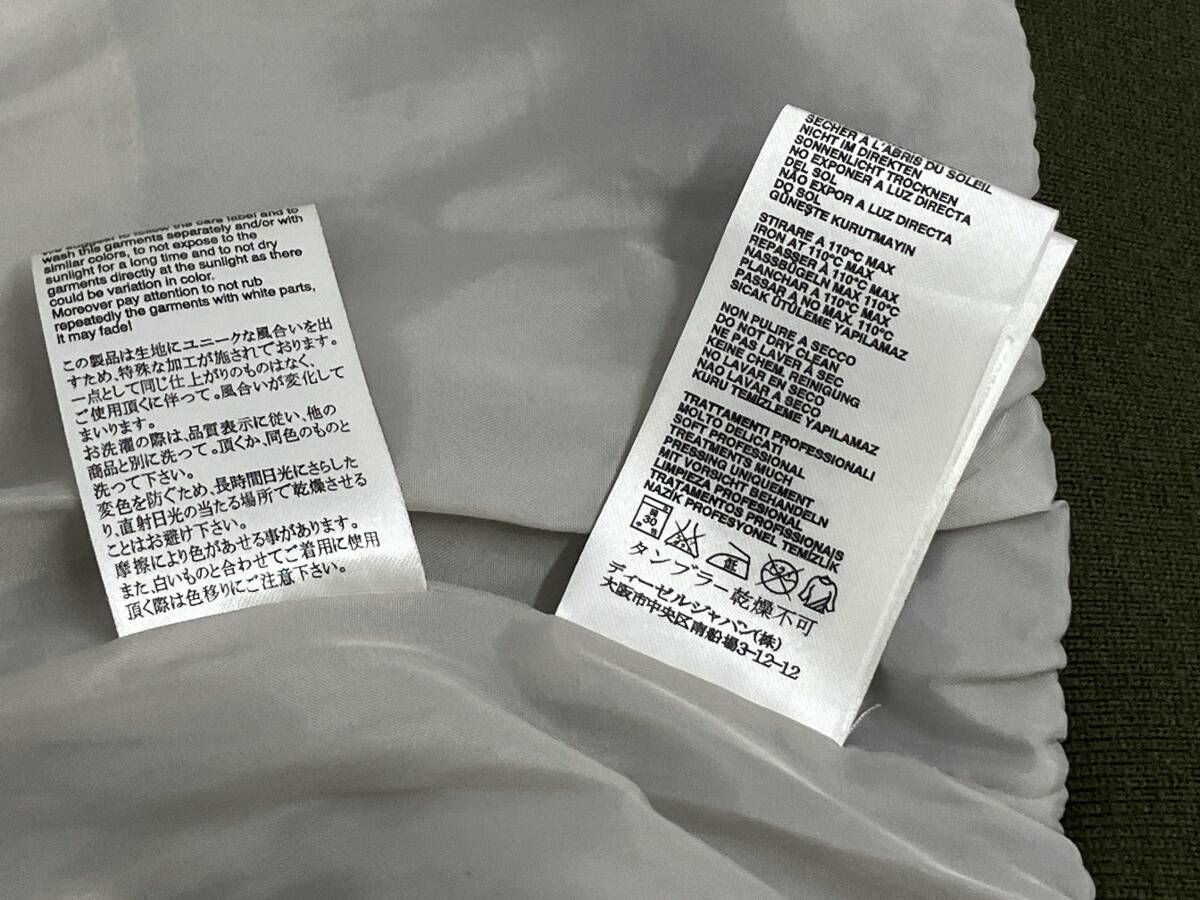 to follow the care label and to
wash this garments separately and/or with
similar colors, to not expose to the
sunlight for a long time and to not dry
garments directly at the sunlight as there
could be variation in color.
Moreover pay attention to not rub
repeatedly the garments with white parts,
it may fade!
この製品は生地にユニークな風合いを出
すため、特殊な加工が施されております。
一点として同じ仕上がりのものはなく、
ご使用頂くに伴って。風合いが変化して
まいります。
お洗濯の際は、品質表示に従い、他の
商品と別に洗って。頂くか、同色のものと
洗って下さい。
変色を防ぐため、長時間日光にさらした
り、直射日光の当たる場所で乾燥させる
ことはお避け下さい。
摩擦により色があせる事があります。
また、白いものと合わせてご着用に使用
頂く際は色移りにご注意下さい。
SECHER A L'ABRIS DU SOLEIL
NICHT IM DIREKTEN
SONNENLICHT TROCKNEN
NO EXPONER A LUZ DIRECTA
DEL SOL
NÃO EXPOR A LUZ DIRECTA
DO SOL
GÜNEŞTE KURUTMAYIN
STIRARE A 110°C MAX
IRON AT 110°C MAX
REPASSER À 110°C MAX
NASSBÜGELN MAX 110°C
PLANCHAR A 110°C MAX
PASSAR A NO MAX. 110°C
SICAK ÜTÜLEME YAPILAMAZ
NON PULIRE A SECCO
DO NOT DRY CLEAN
NE PAS LAVER À SEC
KEINE CHEM. REINIGUNG
NO LAVAR EN SECO
NAO LAVAR A SECO
KURU TEMİZLEME YAPILAMAZ
TRATTAMENTI PROFESSIONALI
MOLTO DELICATI
SOFT PROFESSIONAL
TREATMENTS MUCH
PRESSING UMICHWEICH
MIT VORSICHT BEHANDELN
LIMPIEZA PROFESIONAL
TRATAMENTOS PROFISSIONAIS
NAZİK PROFESYONEL TEMİZLİK
弱
30
中
タンブラー乾燥不可
ディーゼルジャパン(株)
大阪市中央区南船場3-12-12